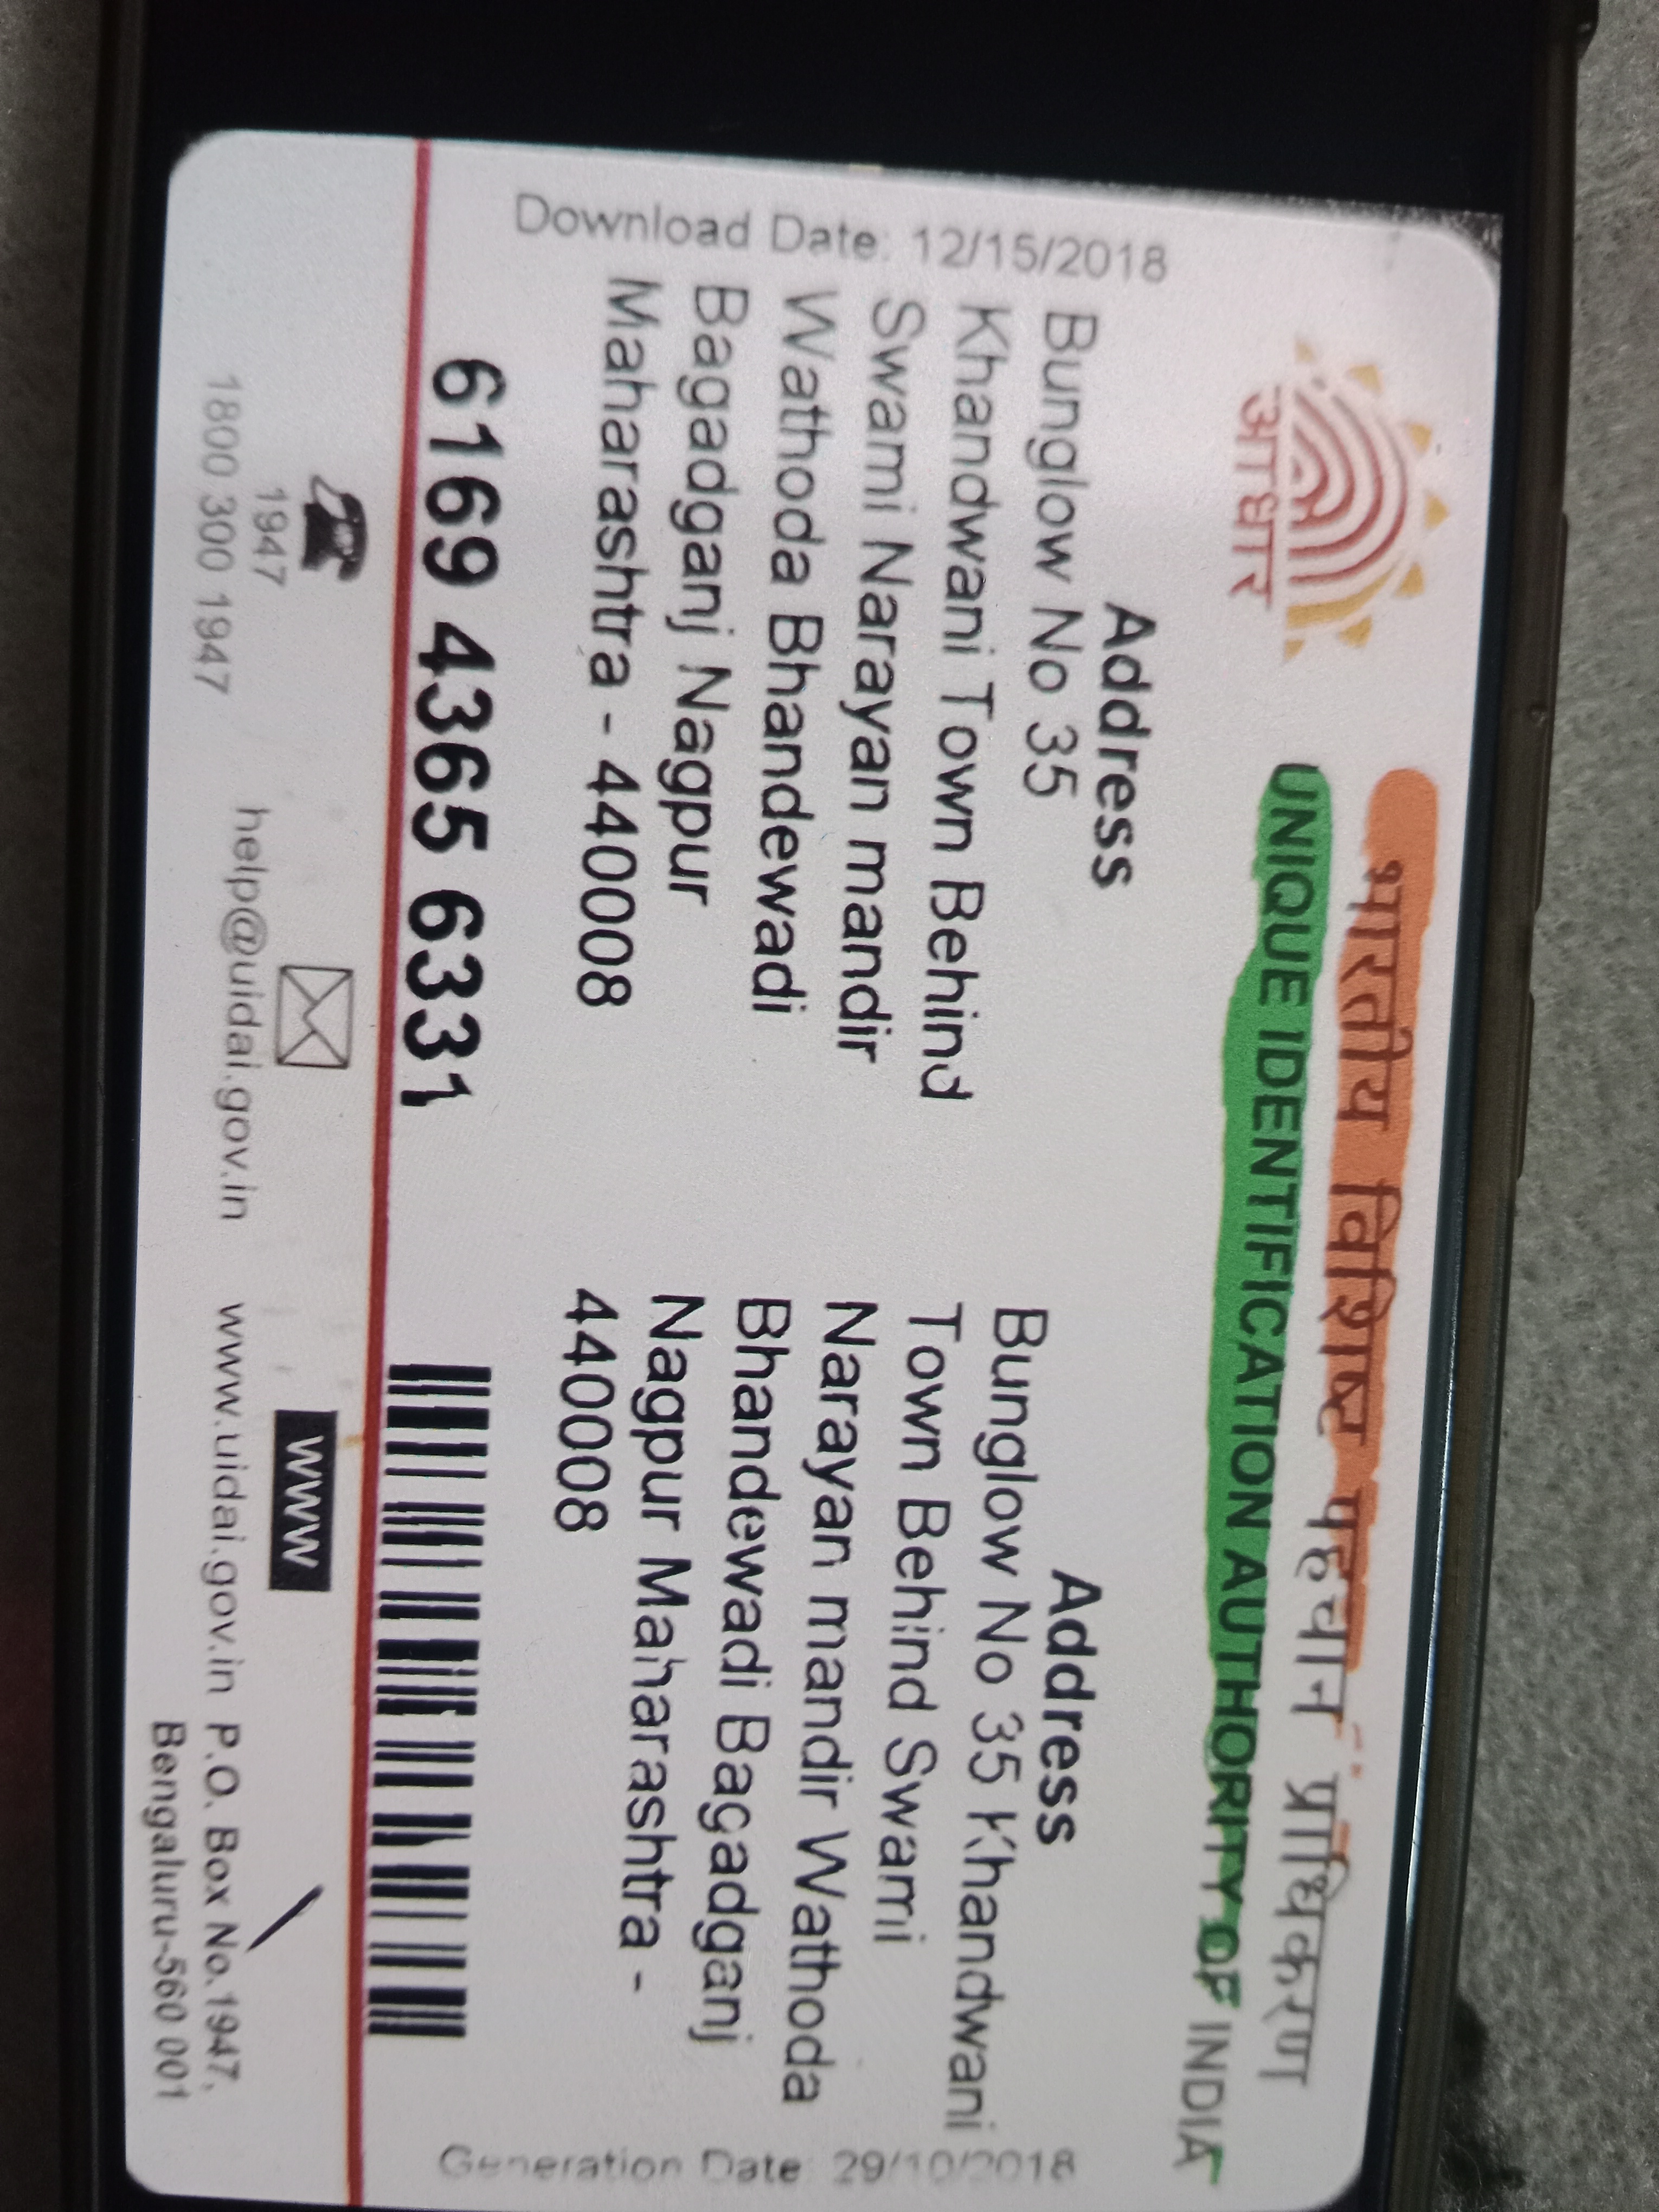 भारतीय विशिष्ट पहचान प्राधिकरण
UNIQUE IDENTIFICATION AUTHORITY OF INDIA
आधार
Download Date: 12/15/2018
Address
Bunglow No 35
Khandwani Town Behind
Swami Narayan mandir
Wathoda Bhandewadi
Bagadganj Nagpur
Maharashtra - 440008
Address
Bunglow No 35 Khandwani
Town Behind Swami
Narayan mandir Wathoda
Bhandewadi Bagadganj
Nagpur Maharashtra -
440008
Generation Date: 29/10/2018
6169 4365 6331
1947
1800 300 1947
help@uidai.gov.in
www
www.uidai.gov.in
P.O. Box No.1947,
Bengaluru-560 001